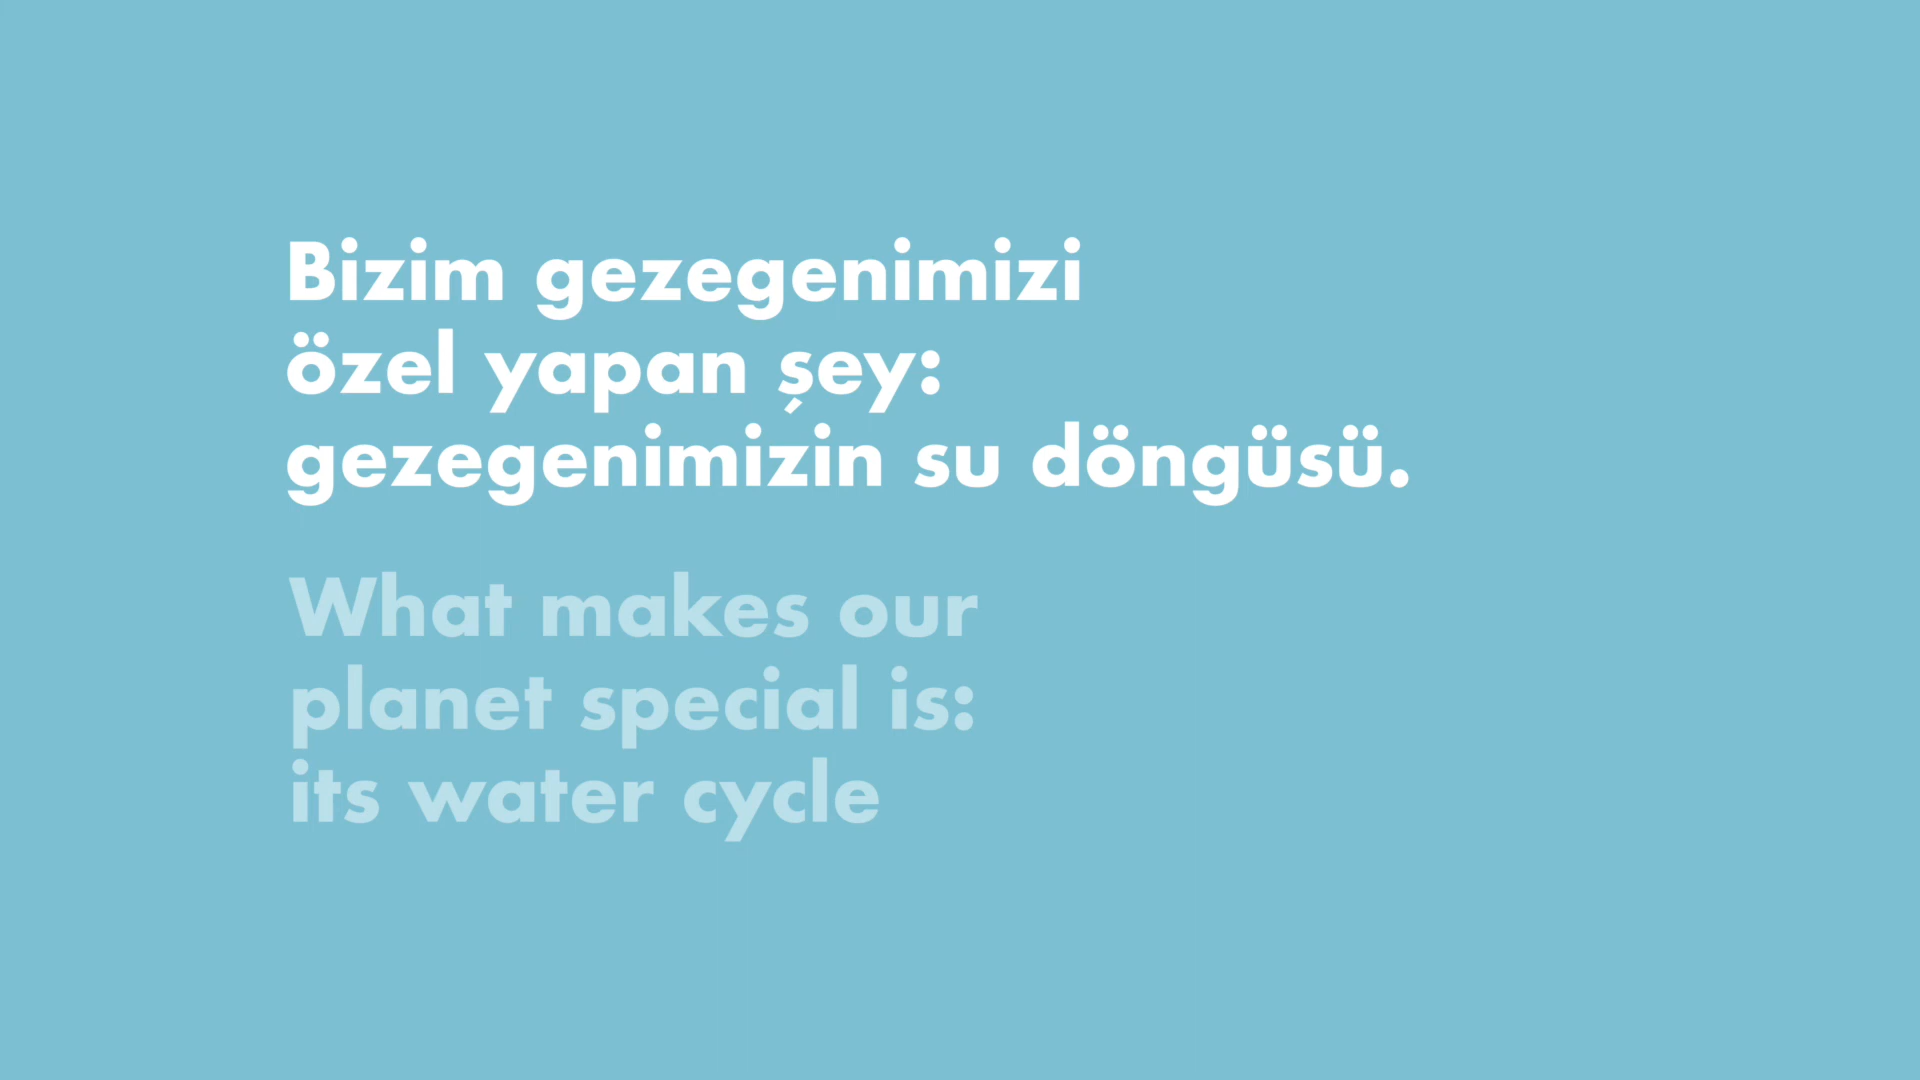 Bizim gezegenimizi
özel yapan şey:
gezegenimizin su döngüsü.
What makes our
planet special is:
its water cycle